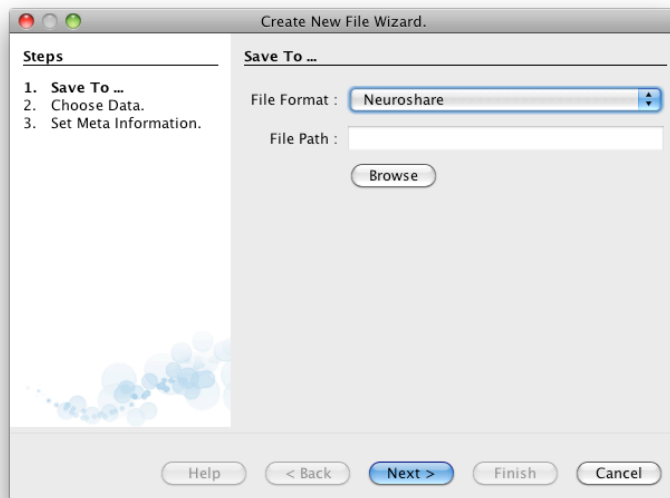 Create New File Wizard.
Steps
1. Save To ...
2. Choose Data.
3. Set Meta Information.
Save To ...
File Format : Neuroshare
File Path :
Browse
Help < Back Next > Finish Cancel